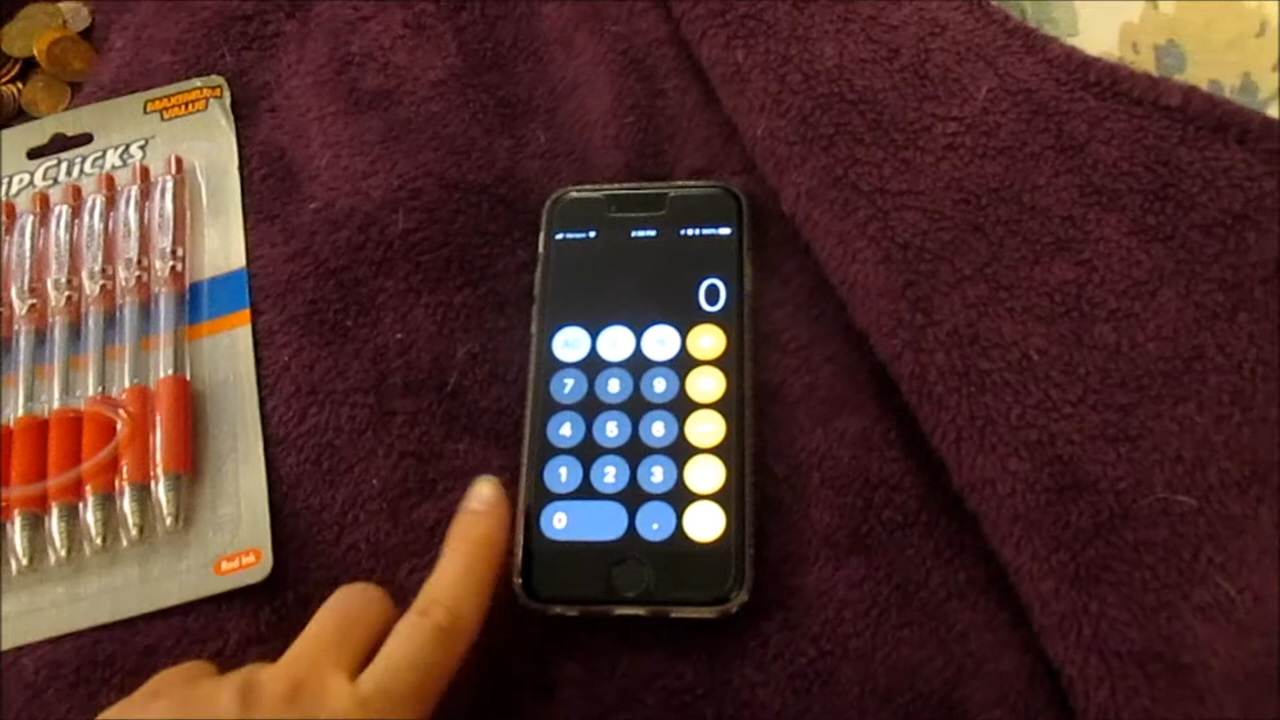 MAXIMUM
VALUE
ipCLiCKS
0
AC
7 8 9
4 5 6
1 2 3
0 .
Red Ink